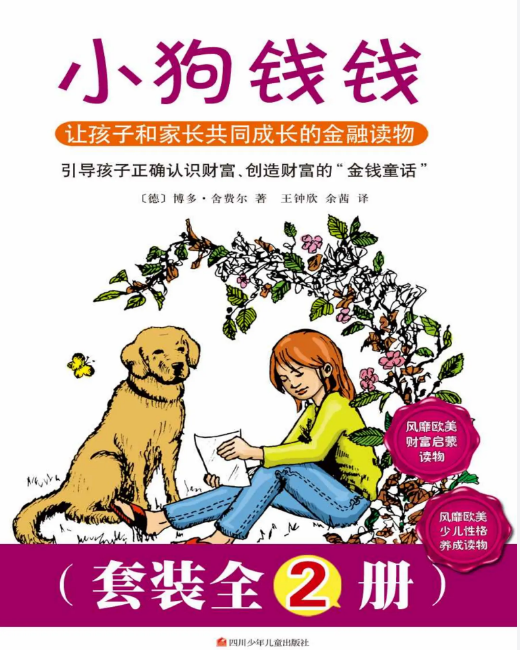 小狗钱钱
让孩子和家长共同成长的金融读物
引导孩子正确认识财富、创造财富的“金钱童话”
〔德〕博多·舍费尔 著 王钟欣 余茜 译
风靡欧美
财富启蒙
读物
风靡欧美
少儿性格
养成读物
（套装全2册）
四川少年儿童出版社